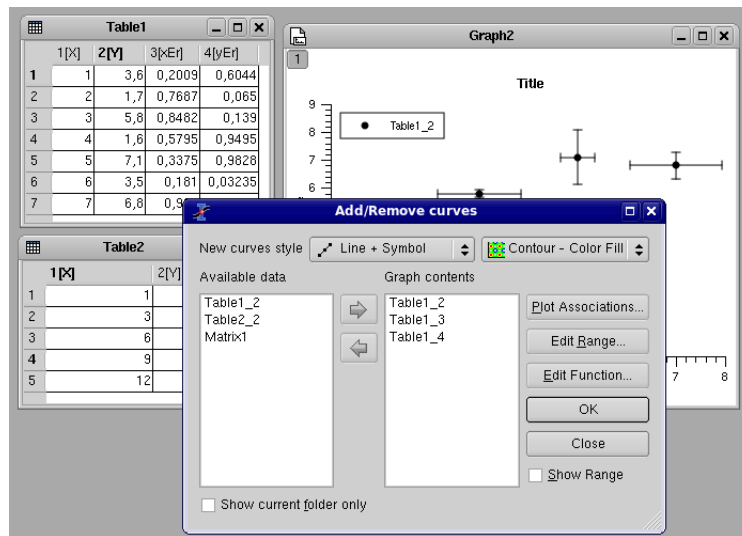 Table1
1[X] 2[Y] 3[xEr] 4[yEr]
1 1 3,6 0,2009 0,6044
2 2 1,7 0,7687 0,065
3 3 5,8 0,8482 0,139
4 4 1,6 0,5795 0,9495
5 5 7,1 0,3375 0,9828
6 6 3,5 0,181 0,03235
7 7 6,8
Graph2
1
Title
9
8
7
6
Table1_2
7 8
Table2
1[X] 2[Y]
1 1
2 3
3 6
4 9
5 12
Add/Remove curves
New curves style Line + Symbol Contour - Color Fill
Available data Graph contents
Table1_2
Table2_2
Matrix1
Table1_2
Table1_3
Table1_4
Plot Associations...
Edit Range...
Edit Function...
OK
Close
Show Range
Show current folder only